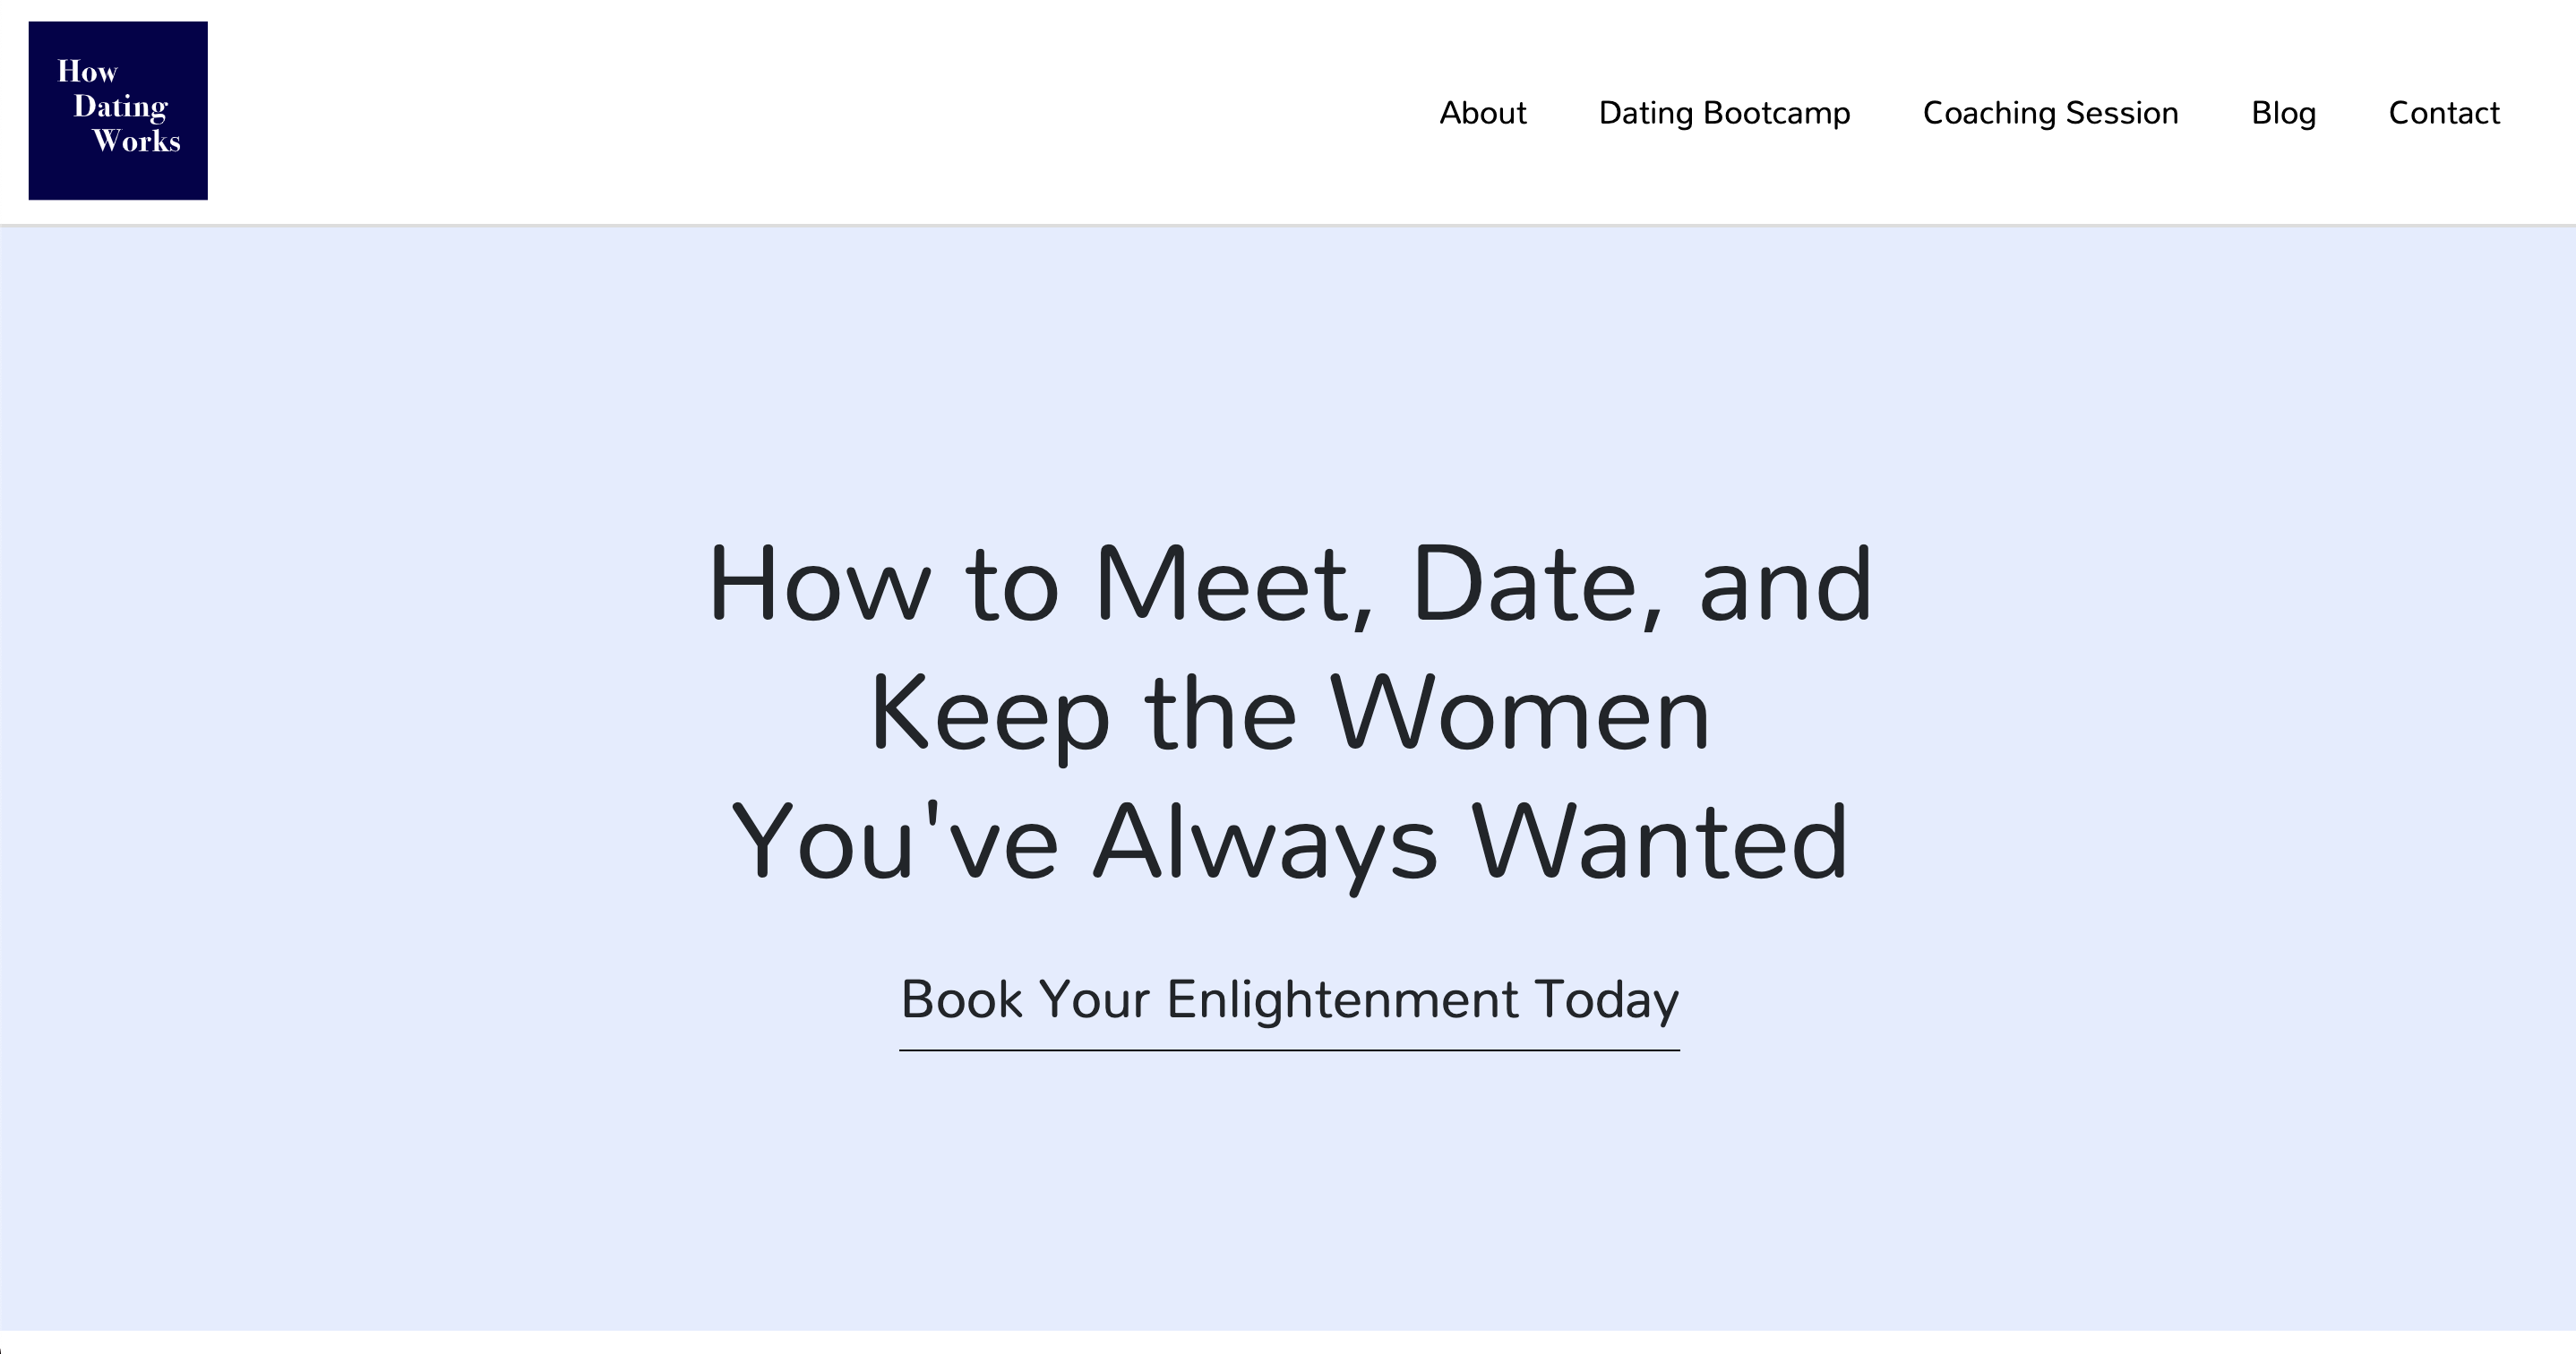 How
Dating
Works
About Dating Bootcamp Coaching Session Blog Contact
How to Meet, Date, and
Keep the Women
You've Always Wanted
Book Your Enlightenment Today